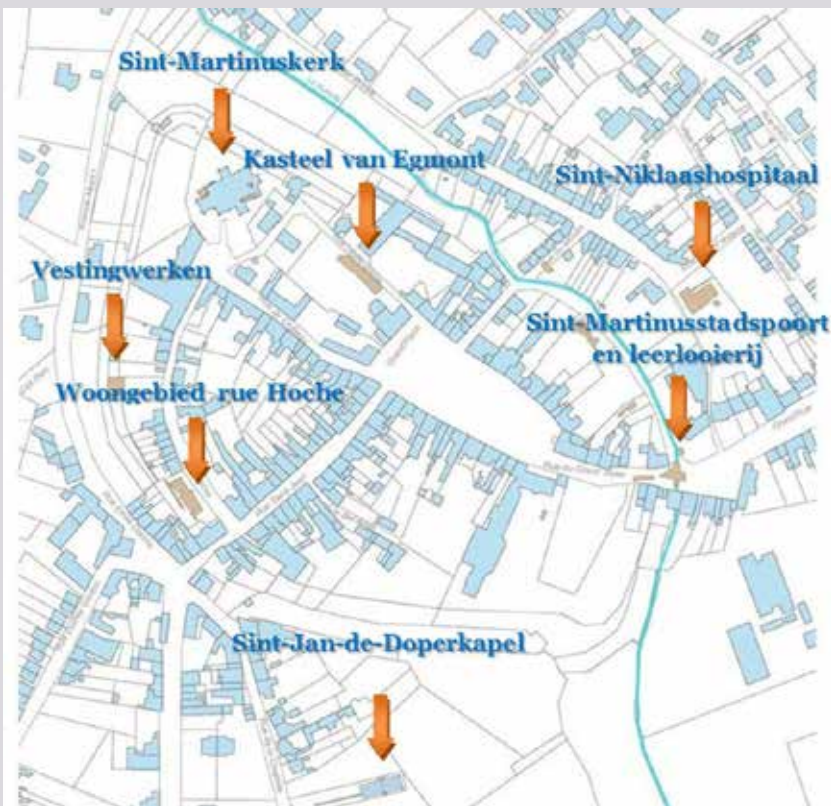 Sint-Martinuskerk
Kasteel van Egmont
Sint-Niklaashospitaal
Vestingwerken
Sint-Martinusstadspoort
en leerlooierij
Woongebied rue Hoche
Sint-Jan-de-Doperkapel